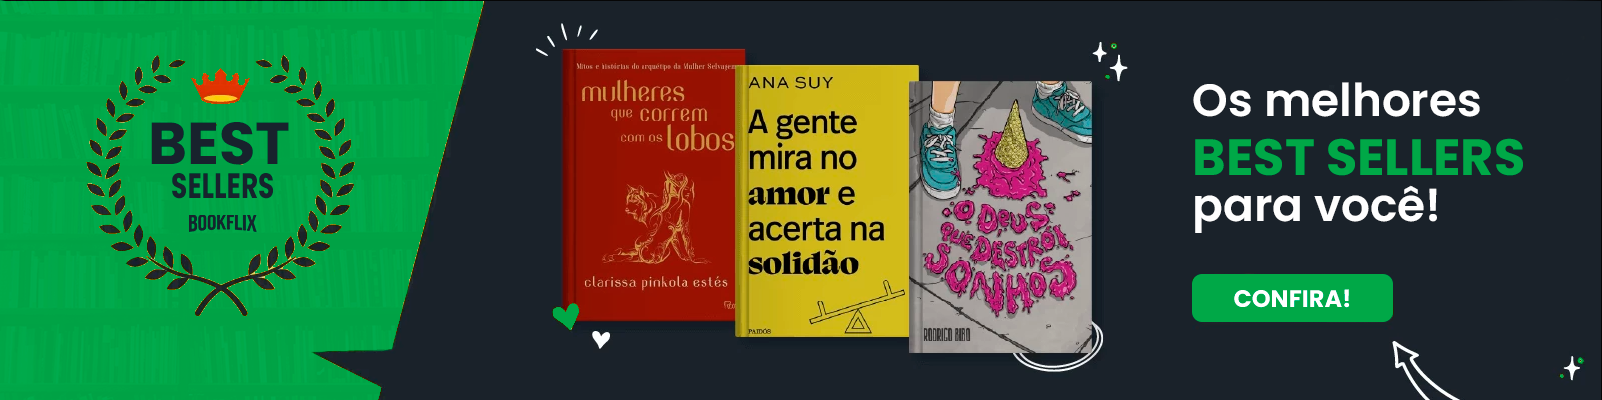 BEST
SELLERS
BOOKFLIX
Mitos e histórias do arquétipo da Mulher Selvagem
mulheres
que correm
com os lobos
clarissa pinkola estés
ANA SUY
A gente
mira no
amor e
acerta na
solidão
PAIDÓS
O DEUS
QUE DESTRÓI
SONHOS
RODRIGO BIBO
Os melhores
BEST SELLERS
para você!
CONFIRA!